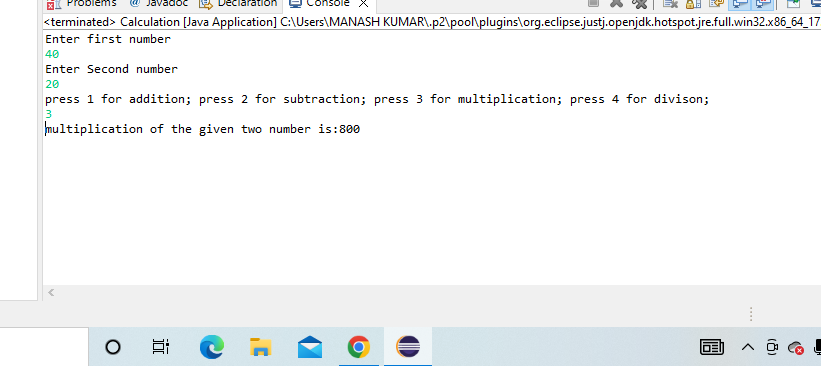 Problems @ Javadoc Declaration Console
<terminated> Calculation [Java Application] C:\Users\MANASH KUMAR\.p2\pool\plugins\org.eclipse.justj.openjdk.hotspot.jre.full.win32.x86_64_17
Enter first number
40
Enter Second number
20
press 1 for addition; press 2 for subtraction; press 3 for multiplication; press 4 for divison;
3
multiplication of the given two number is:800